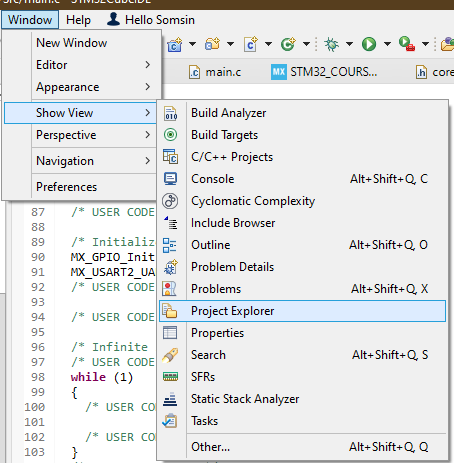 Src/main.c - STM32CubeIDE
Window Help Hello Somsin
New Window
Editor
Appearance
Show View
Perspective
Navigation
Preferences
main.c
MX STM32_COURS...
h core
Build Analyzer
Build Targets
C/C++ Projects
Console Alt+Shift+Q, C
Cyclomatic Complexity
Include Browser
Outline Alt+Shift+Q, O
Problem Details
Problems Alt+Shift+Q, X
Project Explorer
Properties
Search Alt+Shift+Q, S
SFRs
Static Stack Analyzer
Tasks
Other... Alt+Shift+Q, Q
87 /* USER CODE
88
89 /* Initializ
90 MX_GPIO_Init
91 MX_USART2_UA
92 /* USER CODE
93
94 /* USER CODE
95
96 /* Infinite
97 /* USER CODE
98 while (1)
99 {
100 /* USER CO
101
102 /* USER CO
103 }